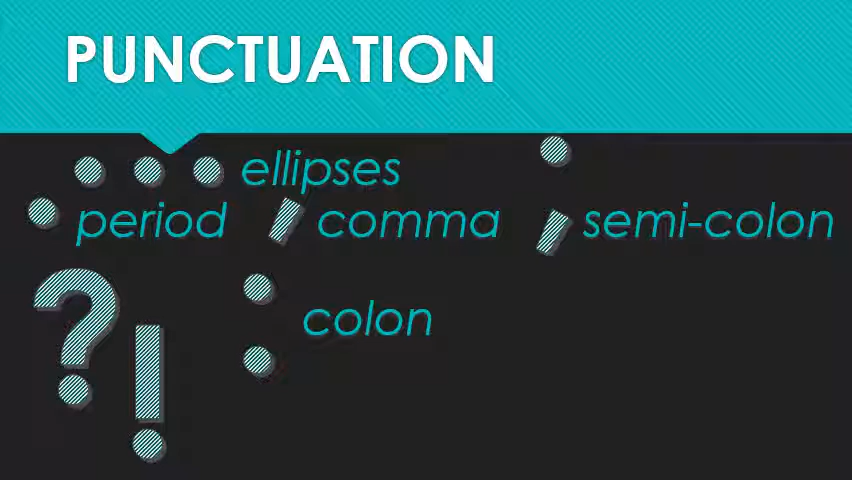 PUNCTUATION
... ellipses
. period , comma ; semi-colon
? ! : colon